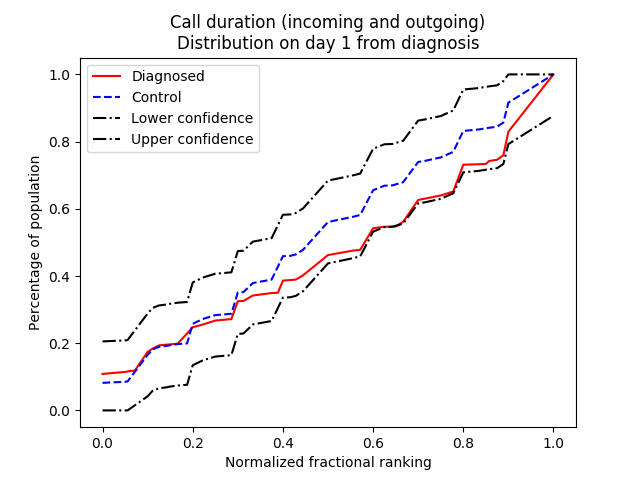 Call duration (incoming and outgoing)
Distribution on day 1 from diagnosis
Diagnosed
Control
Lower confidence
Upper confidence
Percentage of population
1.0
0.8
0.6
0.4
0.2
0.0
0.0 0.2 0.4 0.6 0.8 1.0
Normalized fractional ranking